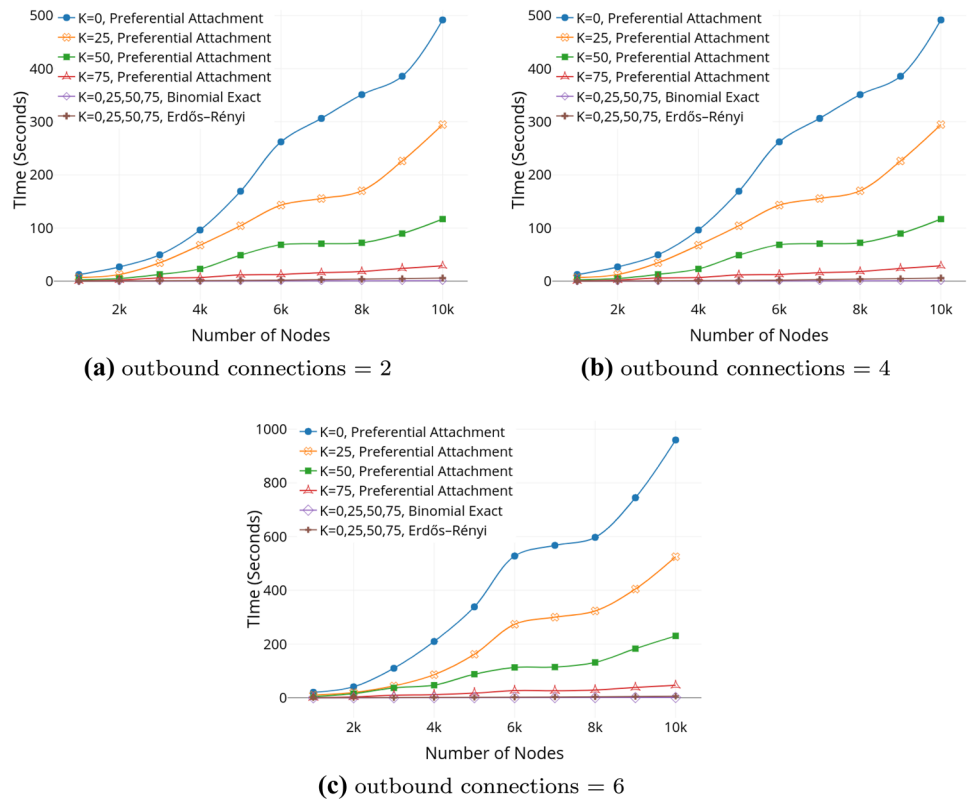 500
400
300
200
100
0
TIme (Seconds)
K=0, Preferential Attachment
K=25, Preferential Attachment
K=50, Preferential Attachment
K=75, Preferential Attachment
K=0,25,50,75, Binomial Exact
K=0,25,50,75, Erdős–Rényi
2k 4k 6k 8k 10k
Number of Nodes
(a) outbound connections = 2
500
400
300
200
100
0
TIme (Seconds)
K=0, Preferential Attachment
K=25, Preferential Attachment
K=50, Preferential Attachment
K=75, Preferential Attachment
K=0,25,50,75, Binomial Exact
K=0,25,50,75, Erdős–Rényi
2k 4k 6k 8k 10k
Number of Nodes
(b) outbound connections = 4
1000
800
600
400
200
0
TIme (Seconds)
K=0, Preferential Attachment
K=25, Preferential Attachment
K=50, Preferential Attachment
K=75, Preferential Attachment
K=0,25,50,75, Binomial Exact
K=0,25,50,75, Erdős–Rényi
2k 4k 6k 8k 10k
Number of Nodes
(c) outbound connections = 6